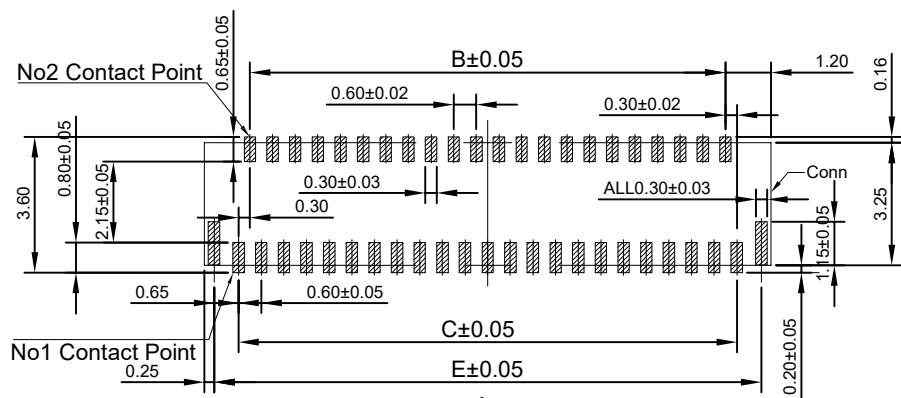 0.65±0.05
B±0.05
1.20
0.16
No2 Contact Point
0.60±0.02
0.30±0.02
3.60
0.80±0.05
2.15±0.05
0.30±0.03
0.30
ALL0.30±0.03
Conn
3.25
1.15±0.05
0.65
0.60±0.05
C±0.05
No1 Contact Point
0.25
E±0.05
0.20±0.05